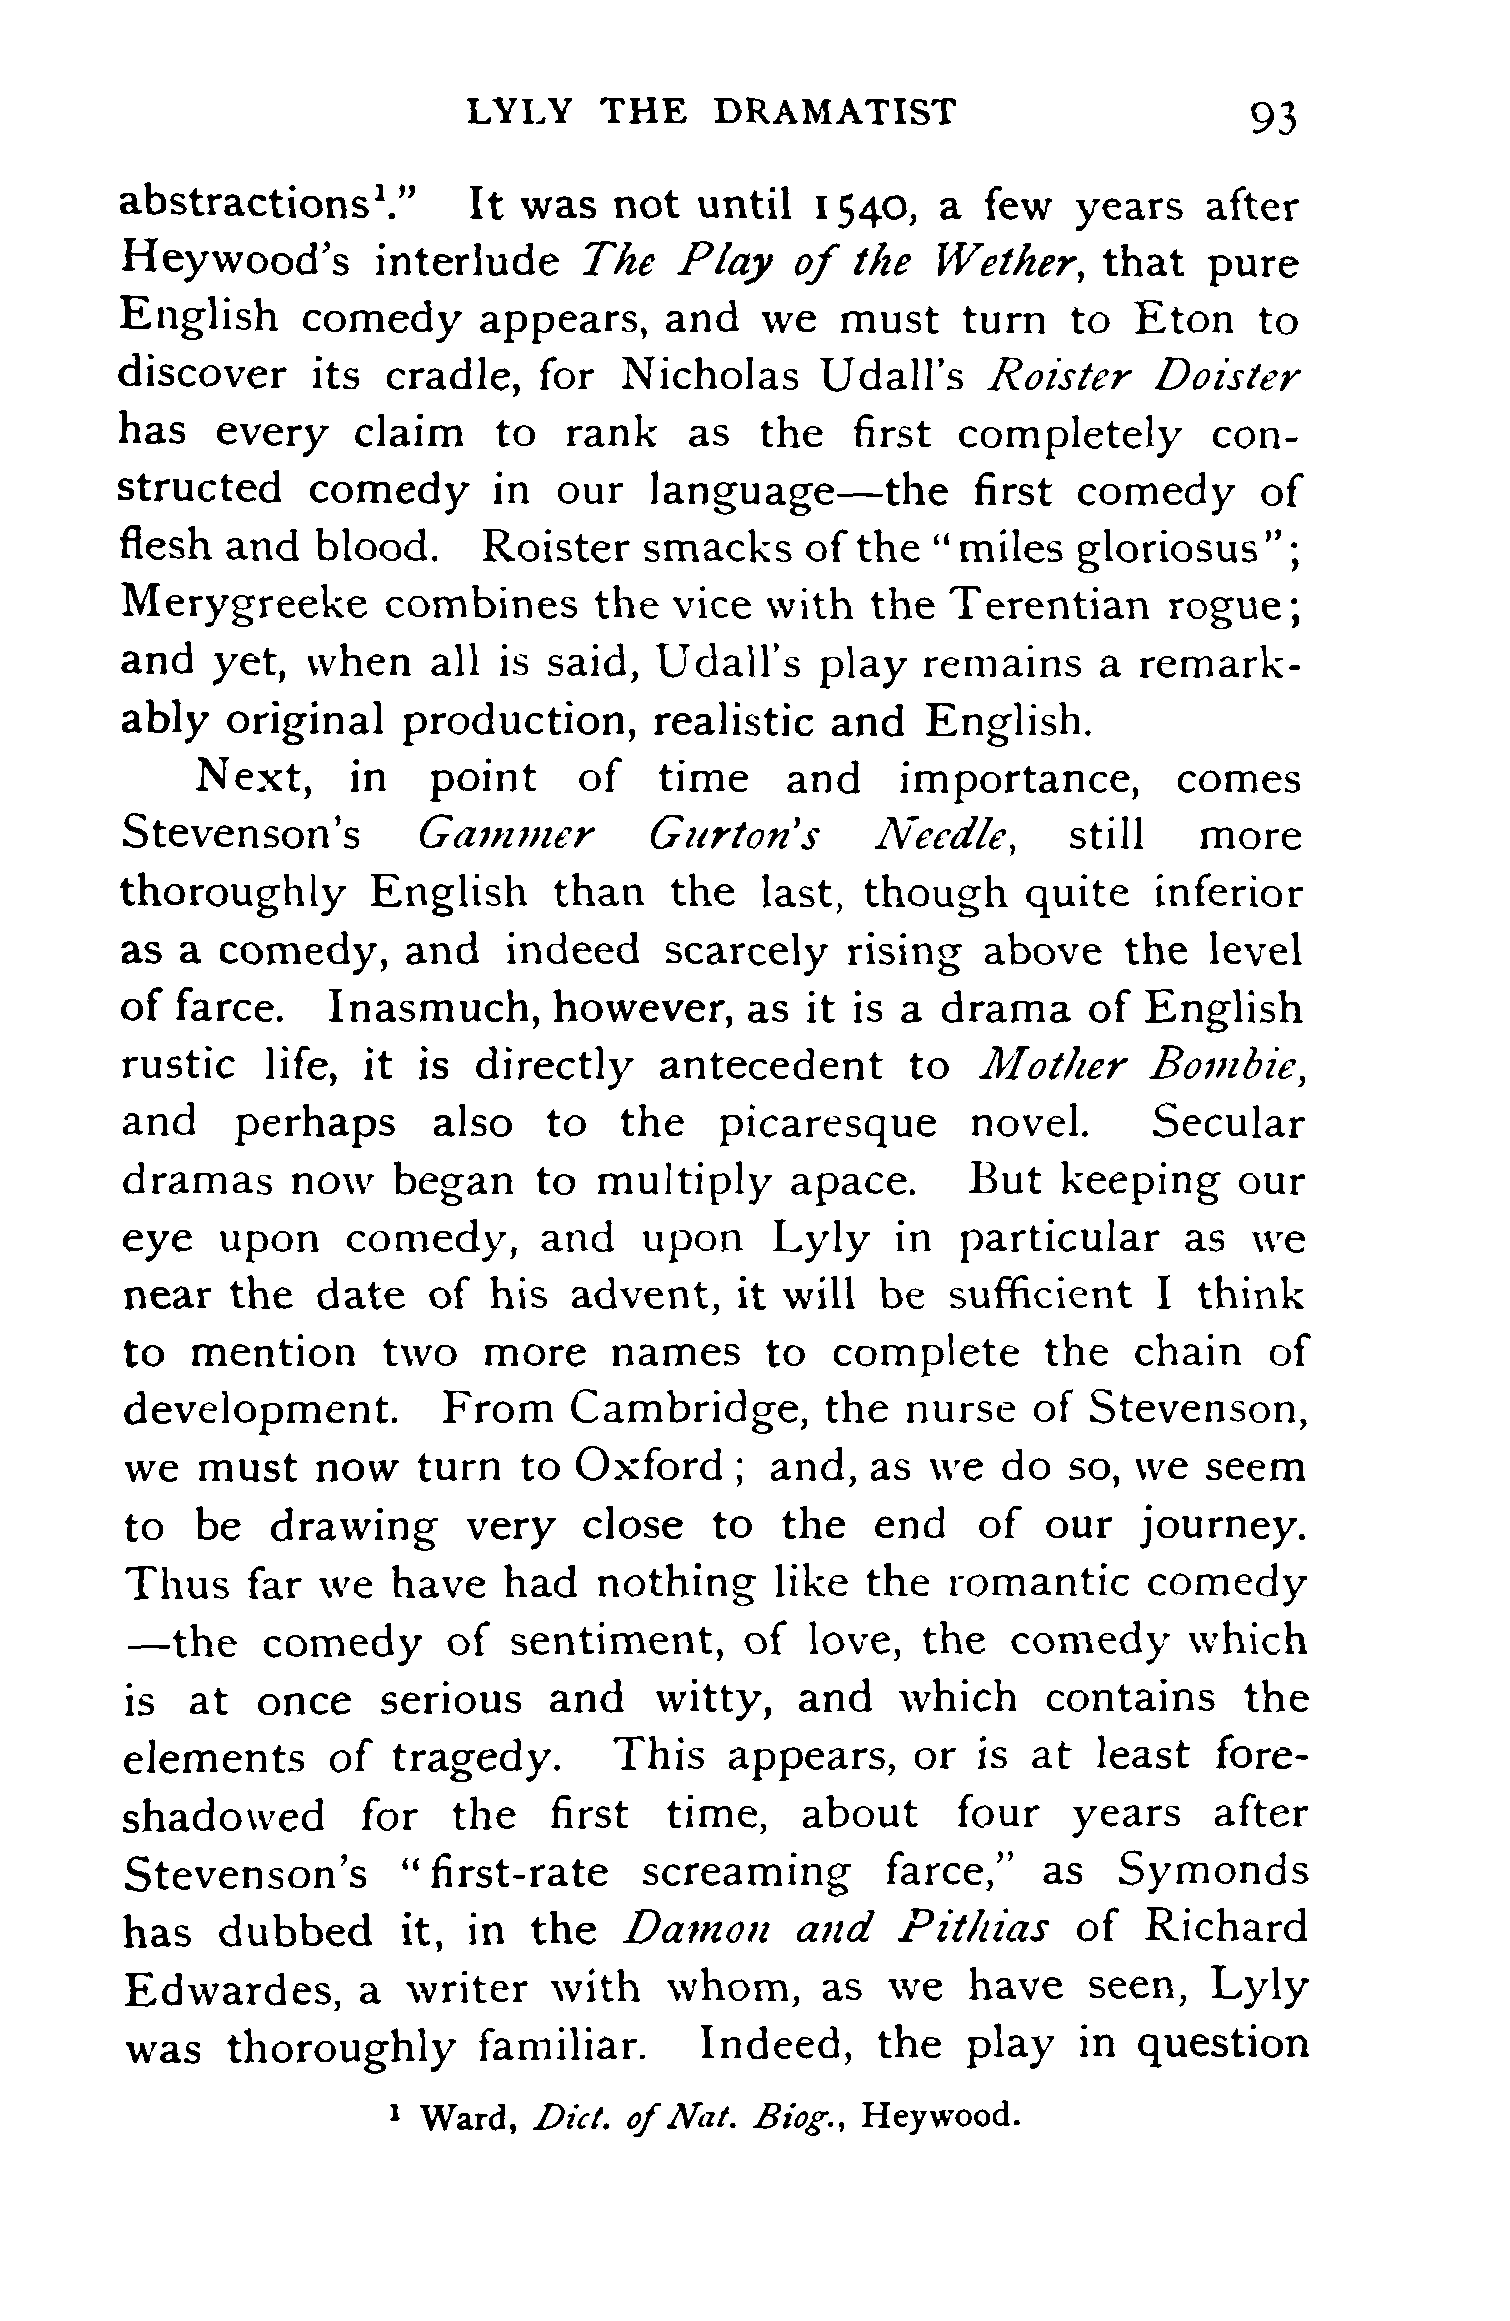 LYLY THE DRAMATIST 93
abstractions¹." It was not until 1540, a few years after
Heywood's interlude The Play of the Wether, that pure
English comedy appears, and we must turn to Eton to
discover its cradle, for Nicholas Udall's Roister Doister
has every claim to rank as the first completely con-
structed comedy in our language—the first comedy of
flesh and blood. Roister smacks of the "miles gloriosus";
Merygreeke combines the vice with the Terentian rogue;
and yet, when all is said, Udall's play remains a remark-
ably original production, realistic and English.
Next, in point of time and importance, comes
Stevenson's Gammer Gurton's Needle, still more
thoroughly English than the last, though quite inferior
as a comedy, and indeed scarcely rising above the level
of farce. Inasmuch, however, as it is a drama of English
rustic life, it is directly antecedent to Mother Bombie,
and perhaps also to the picaresque novel. Secular
dramas now began to multiply apace. But keeping our
eye upon comedy, and upon Lyly in particular as we
near the date of his advent, it will be sufficient I think
to mention two more names to complete the chain of
development. From Cambridge, the nurse of Stevenson,
we must now turn to Oxford; and, as we do so, we seem
to be drawing very close to the end of our journey.
Thus far we have had nothing like the romantic comedy
—the comedy of sentiment, of love, the comedy which
is at once serious and witty, and which contains the
elements of tragedy. This appears, or is at least fore-
shadowed for the first time, about four years after
Stevenson's "first-rate screaming farce," as Symonds
has dubbed it, in the Damon and Pithias of Richard
Edwardes, a writer with whom, as we have seen, Lyly
was thoroughly familiar. Indeed, the play in question
¹ Ward, Dict. of Nat. Biog., Heywood.